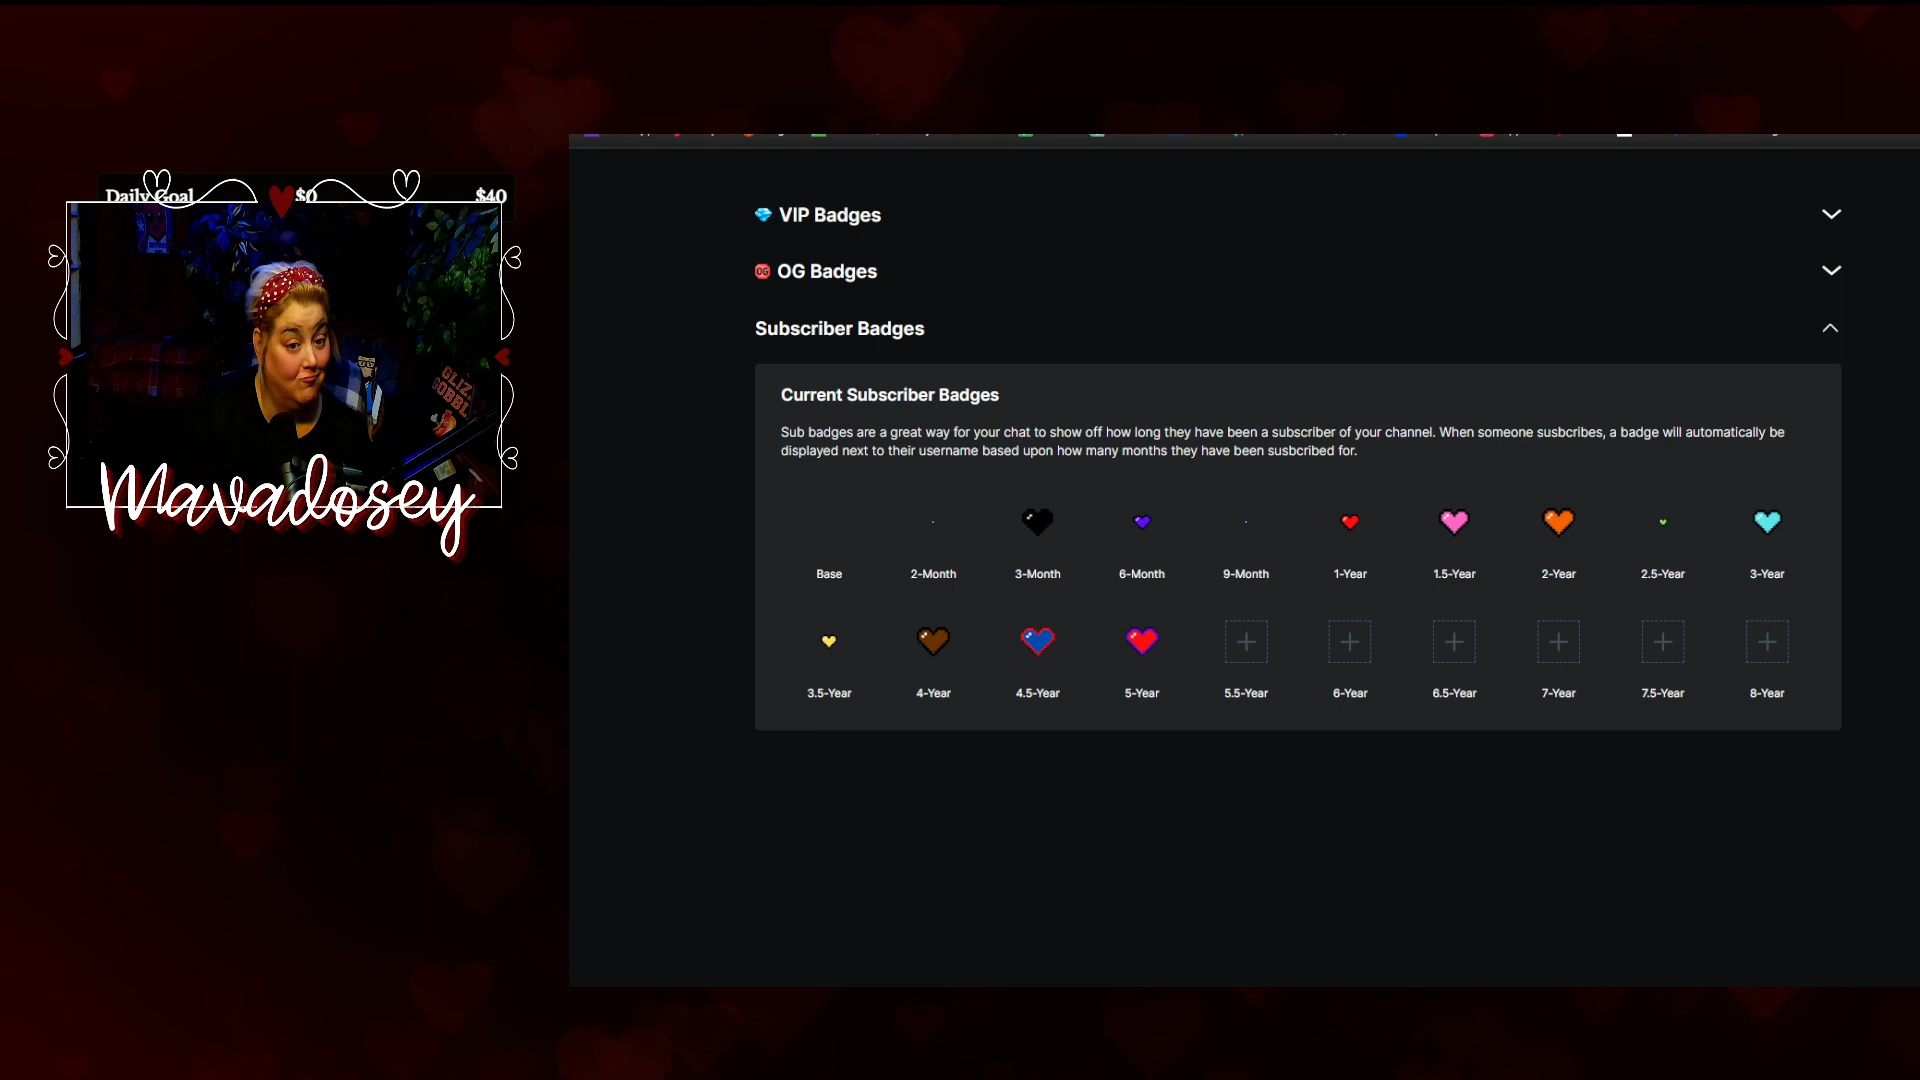 Daily Goal $0 $40
Mavadosey
GLIZZ
GOBBL
VIP Badges
OG OG Badges
Subscriber Badges
Current Subscriber Badges
Sub badges are a great way for your chat to show off how long they have been a subscriber of your channel. When someone susbcribes, a badge will automatically be
displayed next to their username based upon how many months they have been susbcribed for.
Base 2-Month 3-Month 6-Month 9-Month 1-Year 1.5-Year 2-Year 2.5-Year 3-Year
3.5-Year 4-Year 4.5-Year 5-Year 5.5-Year 6-Year 6.5-Year 7-Year 7.5-Year 8-Year